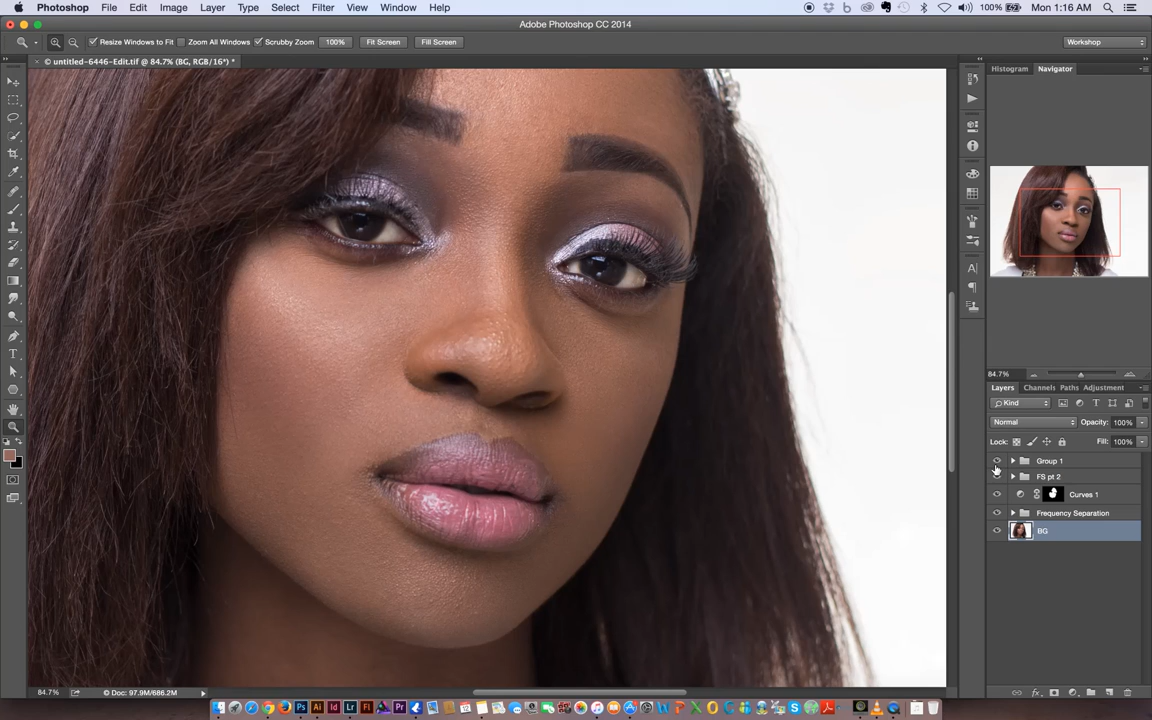 Photoshop File Edit Image Layer Type Select Filter View Window Help 100% Mon 1:16 AM
Adobe Photoshop CC 2014
Resize Windows to Fit Zoom All Windows Scrubby Zoom 100% Fit Screen Fill Screen Workshop
© untitled-6446-Edit.tif @ 84.7% (BG, RGB/16*) *
Histogram Navigator
84.7%
Layers Channels Paths Adjustment
Kind
Normal Opacity: 100%
Lock: Fill: 100%
Group 1
FS pt 2
Curves 1
Frequency Separation
BG
84.7% Doc: 97.9M/686.2M